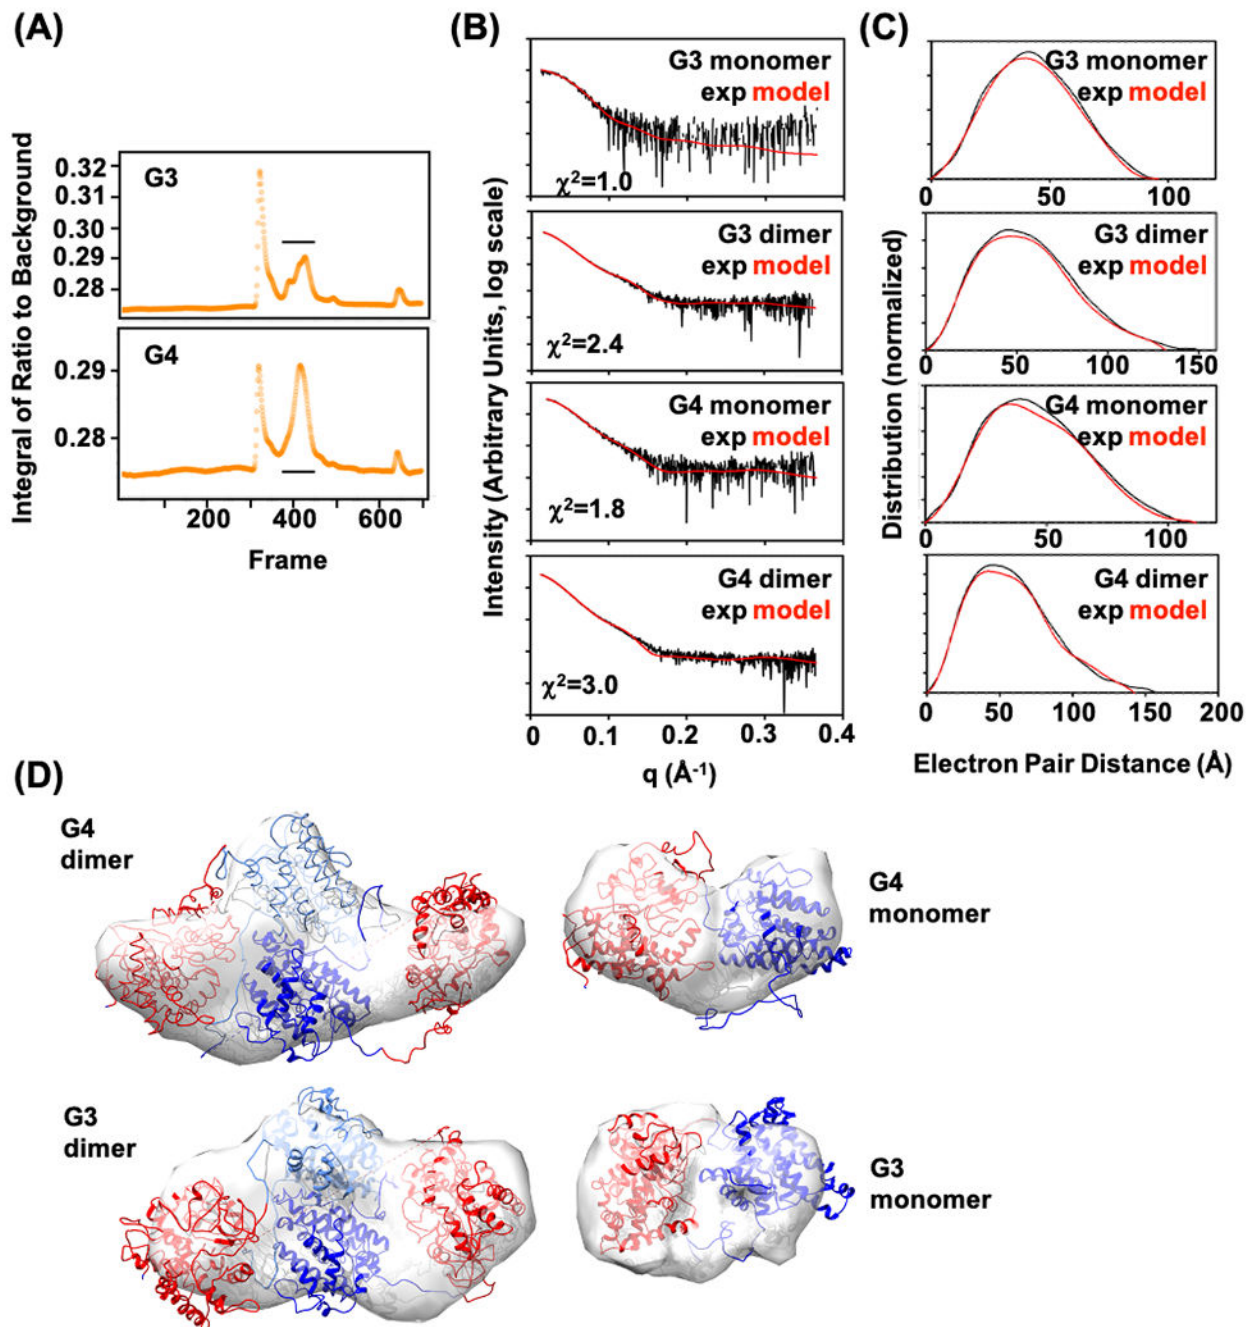 (A)
Integral of Ratio to Background
G3
0.32
0.31
0.30
0.29
0.28
G4
0.29
0.28
200
400
600
Frame
(B)
Intensity (Arbitrary Units, log scale)
G3 monomer
exp model
χ²=1.0
G3 dimer
exp model
χ²=2.4
G4 monomer
exp model
χ²=1.8
G4 dimer
exp model
χ²=3.0
0 0.1 0.2 0.3 0.4
q (Å⁻¹)
(C)
Distribution (normalized)
G3 monomer
exp model
0 50 100
G3 dimer
exp model
0 50 100 150
G4 monomer
exp model
0 50 100
G4 dimer
exp model
0 50 100 150 200
Electron Pair Distance (Å)
(D)
G4
dimer
G4
monomer
G3
dimer
G3
monomer